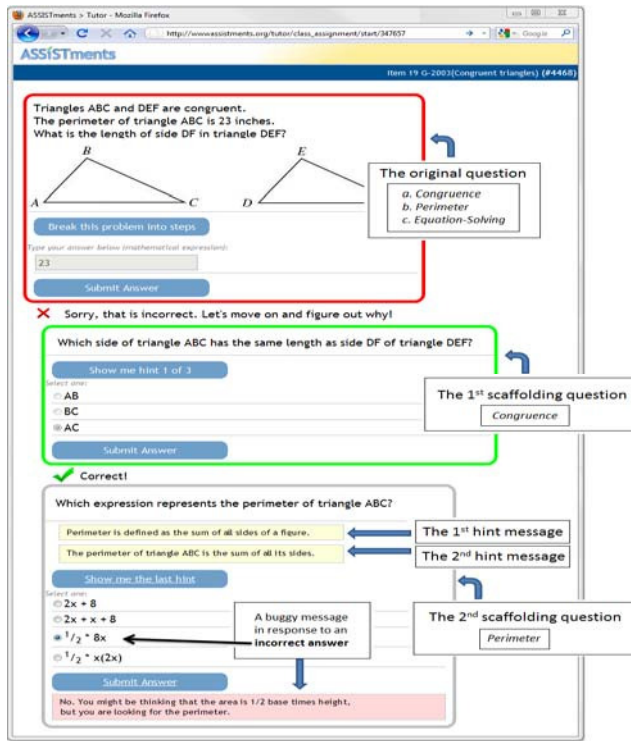 ASSISTments > Tutor - Mozilla Firefox
http://www.assistments.org/tutor/class_assignment/start/347657
Google
ASSiSTments
Item 19 G-2003(Congruent triangles) (#4468)
Triangles ABC and DEF are congruent.
The perimeter of triangle ABC is 23 inches.
What is the length of side DF in triangle DEF?
B
E
A
C
D
The original question
a. Congruence
b. Perimeter
c. Equation-Solving
Break this problem into steps
Type your answer below (mathematical expression):
23
Submit Answer
Sorry, that is incorrect. Let's move on and figure out why!
Which side of triangle ABC has the same length as side DF of triangle DEF?
Show me hint 1 of 3
Select one:
AB
BC
AC
Submit Answer
The 1st scaffolding question
Congruence
Correct!
Which expression represents the perimeter of triangle ABC?
Perimeter is defined as the sum of all sides of a figure.
The 1st hint message
The perimeter of triangle ABC is the sum of all its sides.
The 2nd hint message
Show me the last hint
Select one:
2x + 8
2x + x + 8
1/2 * 8x
1/2 * x(2x)
A buggy message
in response to an
incorrect answer
The 2nd scaffolding question
Perimeter
Submit Answer
No. You might be thinking that the area is 1/2 base times height,
but you are looking for the perimeter.